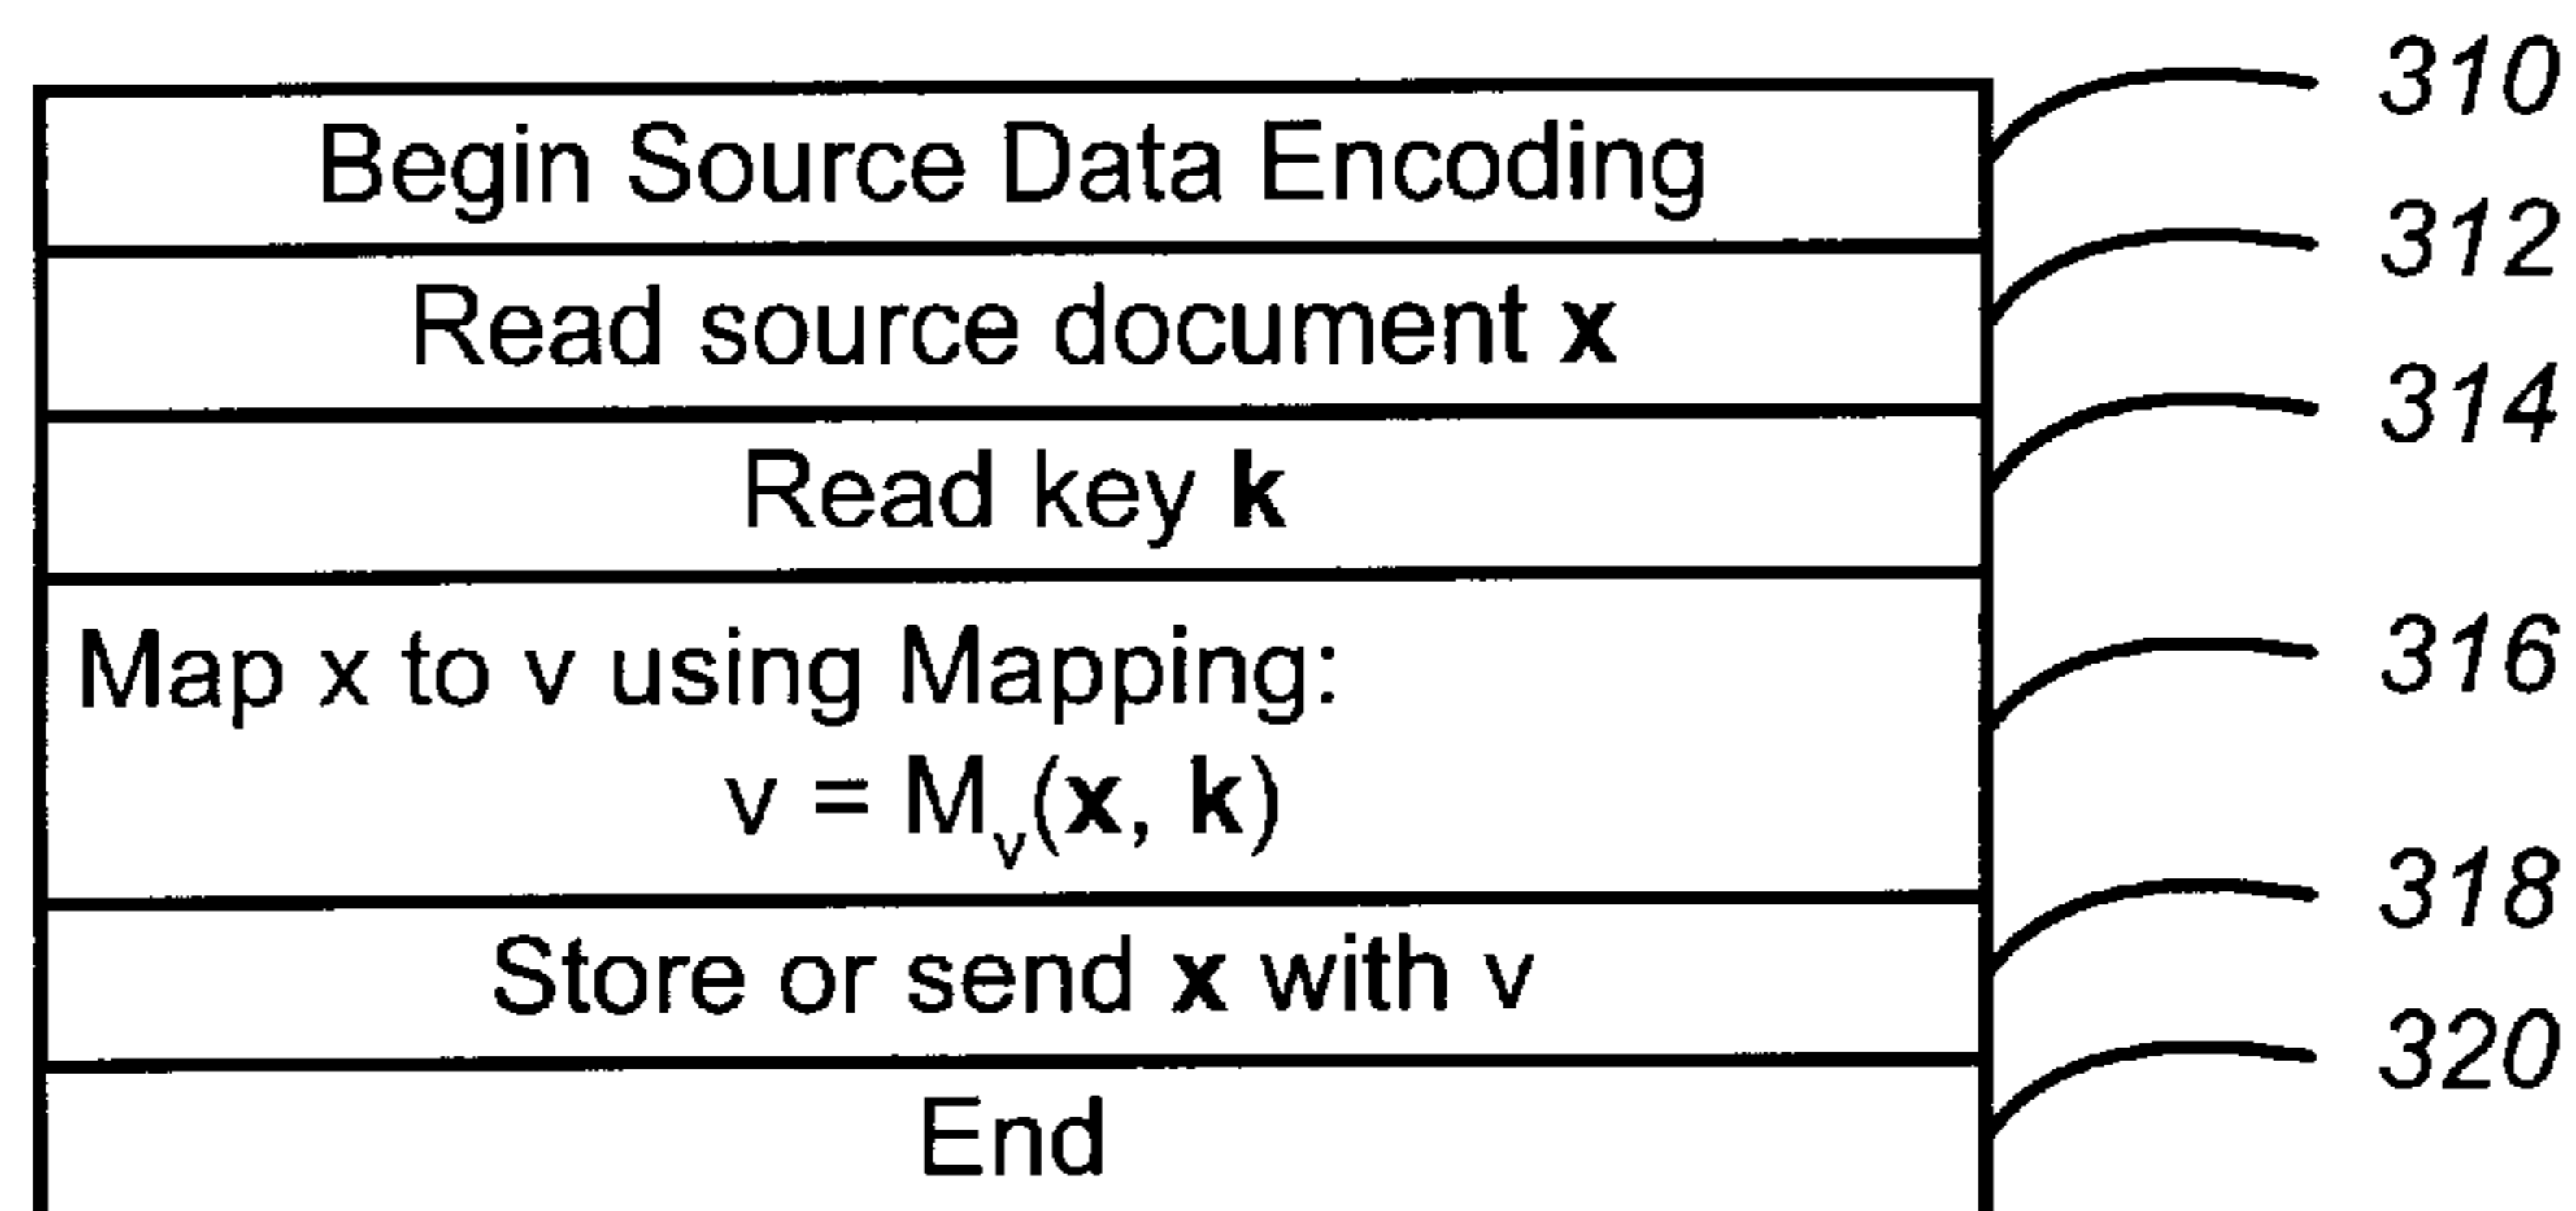 Begin Source Data Encoding 310
Read source document x 312
Read key k 314
Map x to v using Mapping: 316
v = Mv(x, k)
Store or send x with v 318
End 320